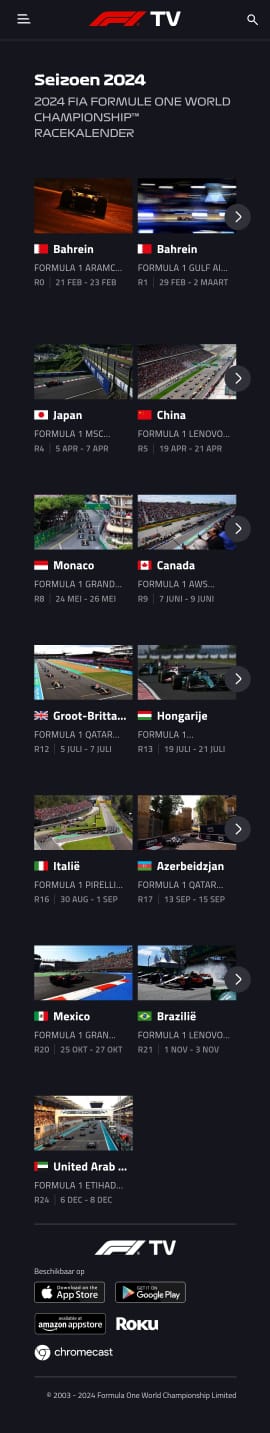 F1 TV
Seizoen 2024
2024 FIA FORMULE ONE WORLD
CHAMPIONSHIP™
RACEKALENDER
Bahrein
Bahrein
FORMULA 1 ARAMC...
FORMULA 1 GULF AI...
R0 | 21 FEB - 23 FEB
R1 | 29 FEB - 2 MAART
Japan
China
FORMULA 1 MSC...
FORMULA 1 LENOVO...
R4 | 5 APR - 7 APR
R5 | 19 APR - 21 APR
Monaco
Canada
FORMULA 1 GRAND...
FORMULA 1 AWS...
R8 | 24 MEI - 26 MEI
R9 | 7 JUNI - 9 JUNI
Groot-Britta...
Hongarije
FORMULA 1 QATAR...
FORMULA 1...
R12 | 5 JULI - 7 JULI
R13 | 19 JULI - 21 JULI
Italië
Azerbeidzjan
FORMULA 1 PIRELLI...
FORMULA 1 QATAR...
R16 | 30 AUG - 1 SEP
R17 | 13 SEP - 15 SEP
Mexico
Brazilië
FORMULA 1 GRAN...
FORMULA 1 LENOVO...
R20 | 25 OKT - 27 OKT
R21 | 1 NOV - 3 NOV
United Arab ...
FORMULA 1 ETIHAD...
R24 | 6 DEC - 8 DEC
F1 TV
Beschikbaar op
Download on the
App Store
GET IT ON
Google Play
available at
amazon appstore
Roku
chromecast
© 2003 - 2024 Formula One World Championship Limited